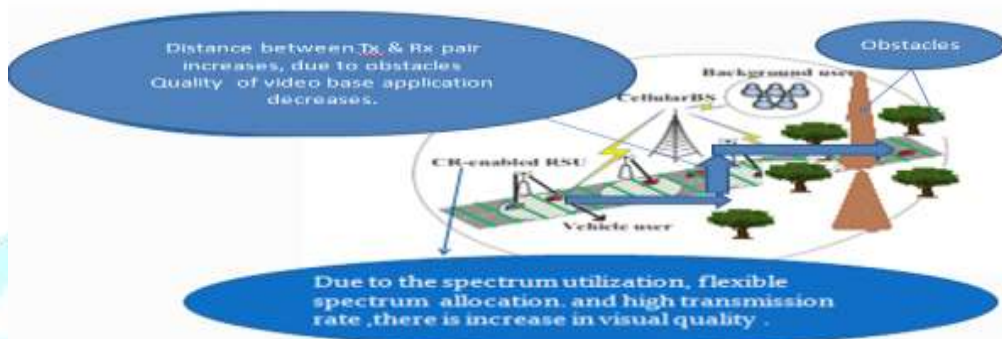 Distance between Tx & Rx pair
increases, due to obstacles
Quality of video base application
decreases.
Obstacles
Background user
CellularBS
CR-enabled RSU
Vehicle user
Due to the spectrum utilization, flexible
spectrum allocation. and high transmission
rate ,there is increase in visual quality .